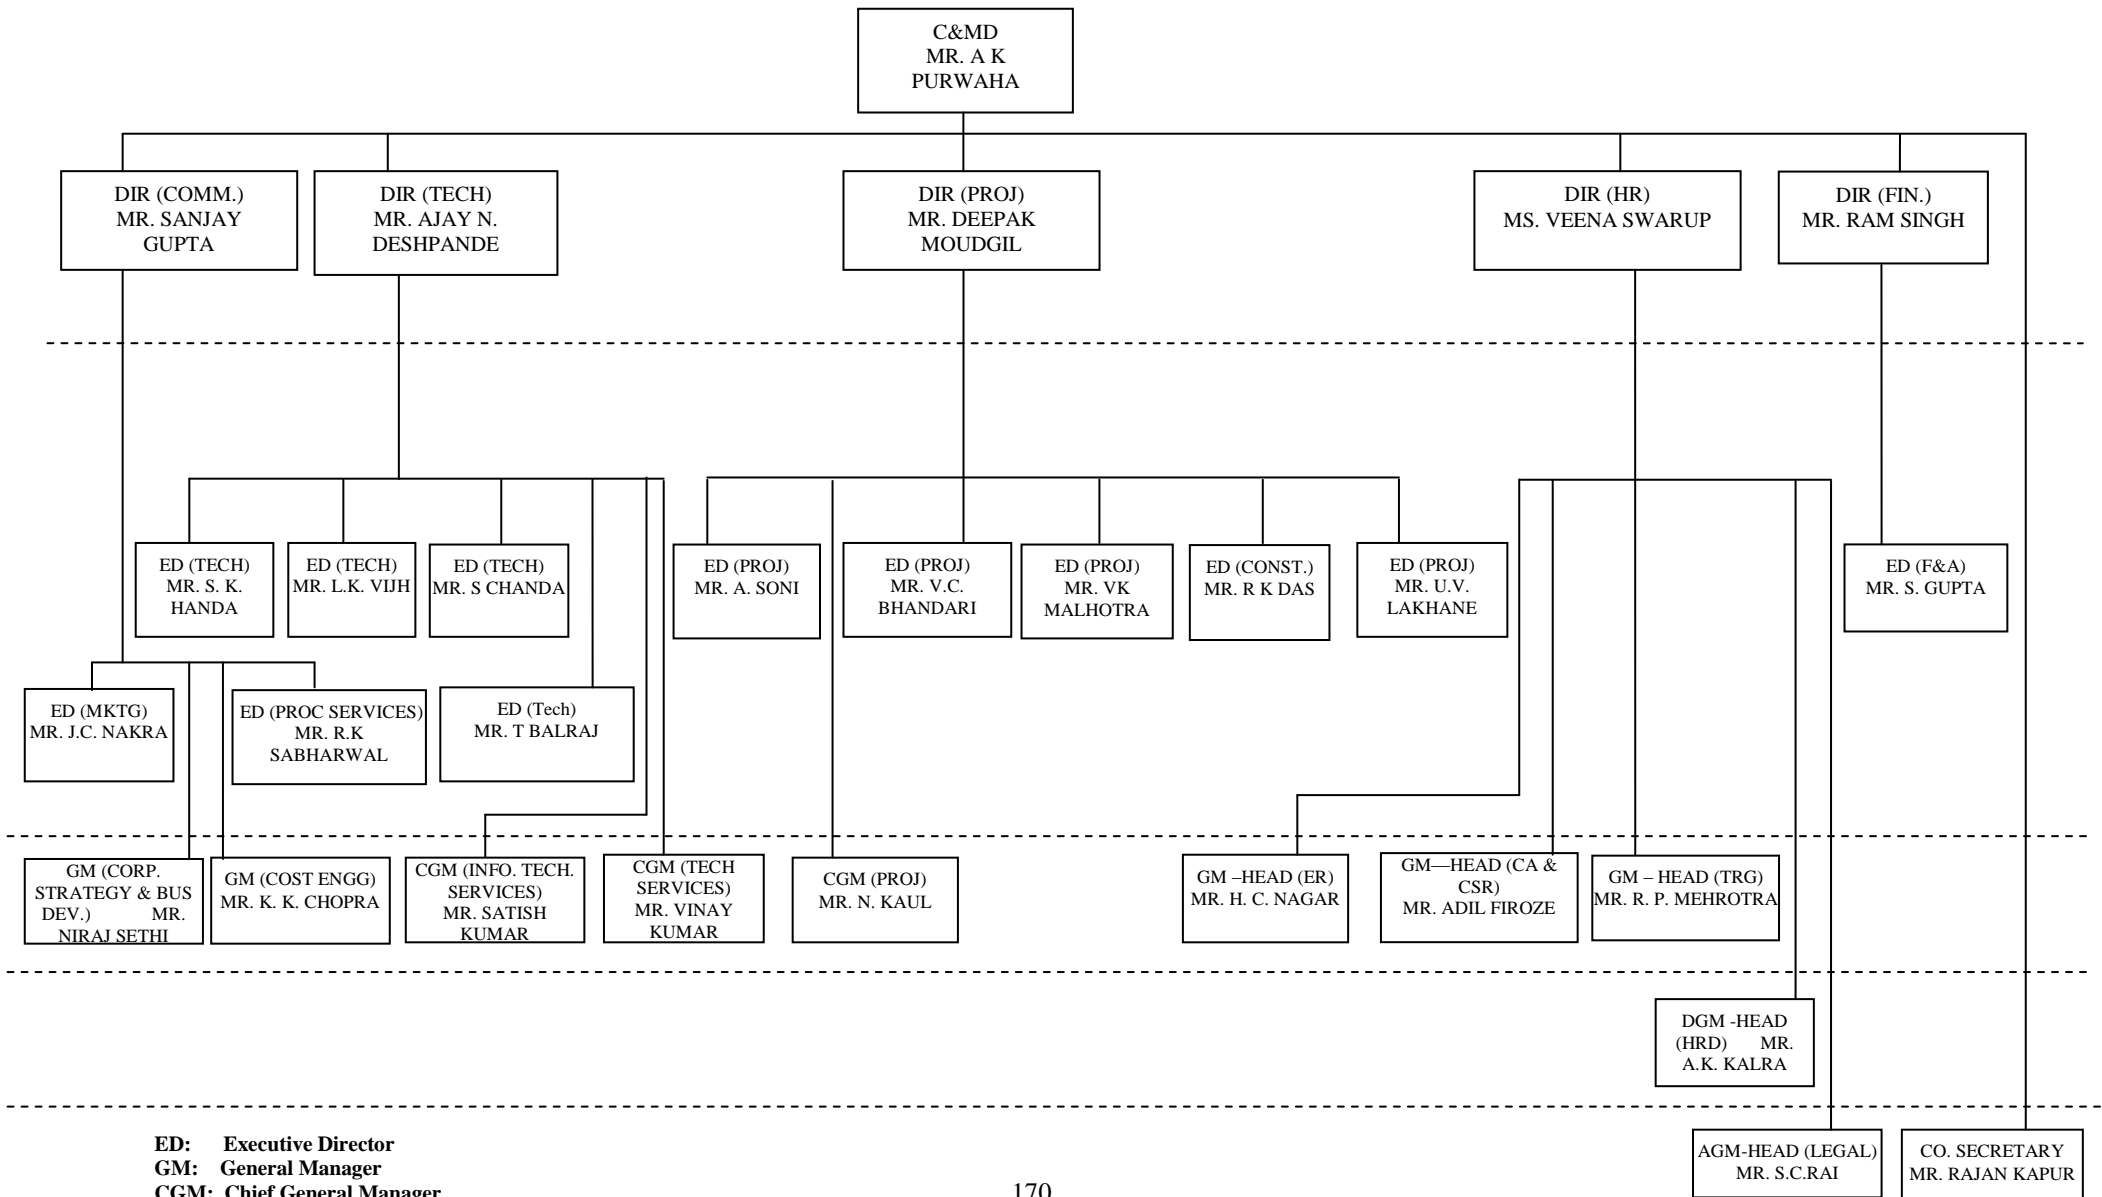 C&MD
MR. A K
PURWAHA
DIR (COMM.)
MR. SANJAY
GUPTA
DIR (TECH)
MR. AJAY N.
DESHPANDE
DIR (PROJ)
MR. DEEPAK
MOUDGIL
DIR (HR)
MS. VEENA SWARUP
DIR (FIN.)
MR. RAM SINGH
ED (TECH)
MR. S. K.
HANDA
ED (TECH)
MR. L.K. VIJH
ED (TECH)
MR. S CHANDA
ED (PROJ)
MR. A. SONI
ED (PROJ)
MR. V.C.
BHANDARI
ED (PROJ)
MR. VK
MALHOTRA
ED (CONST.)
MR. R K DAS
ED (PROJ)
MR. U.V.
LAKHANE
ED (F&A)
MR. S. GUPTA
ED (MKTG)
MR. J.C. NAKRA
ED (PROC SERVICES)
MR. R.K
SABHARWAL
ED (Tech)
MR. T BALRAJ
GM (CORP.
STRATEGY & BUS
DEV.) MR.
NIRAJ SETHI
GM (COST ENGG)
MR. K. K. CHOPRA
CGM (INFO. TECH.
SERVICES)
MR. SATISH
KUMAR
CGM (TECH
SERVICES)
MR. VINAY
KUMAR
CGM (PROJ)
MR. N. KAUL
GM –HEAD (ER)
MR. H. C. NAGAR
GM—HEAD (CA &
CSR)
MR. ADIL FIROZE
GM – HEAD (TRG)
MR. R. P. MEHROTRA
DGM -HEAD
(HRD) MR.
A.K. KALRA
AGM-HEAD (LEGAL)
MR. S.C.RAI
CO. SECRETARY
MR. RAJAN KAPUR
ED: Executive Director
GM: General Manager
CGM: Chief General Manager
170